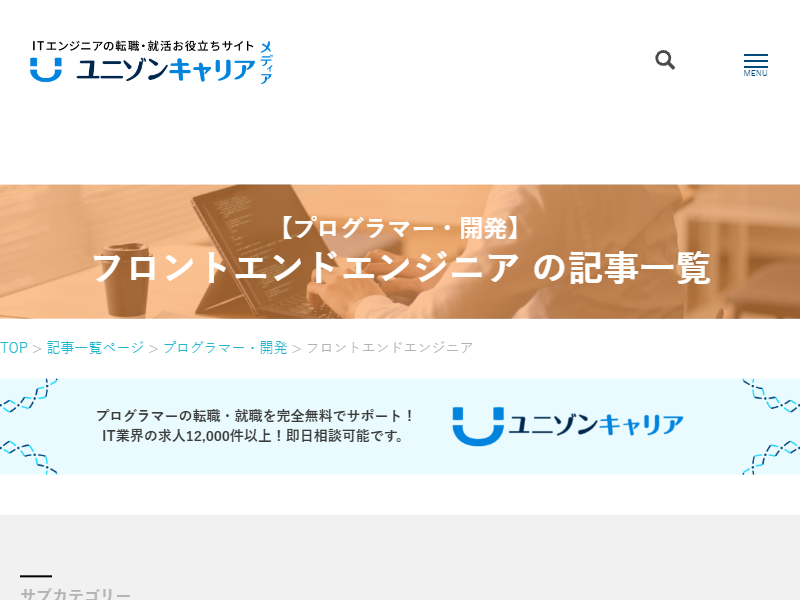 ITエンジニアの転職・就活お役立ちサイト
ユニゾンキャリア
メディア
MENU
【プログラマー・開発】
フロントエンドエンジニア の記事一覧
TOP > 記事一覧ページ > プログラマー・開発 > フロントエンドエンジニア
プログラマーの転職・就職を完全無料でサポート！
IT業界の求人12,000件以上！即日相談可能です。
ユニゾンキャリア
サブカテゴリー